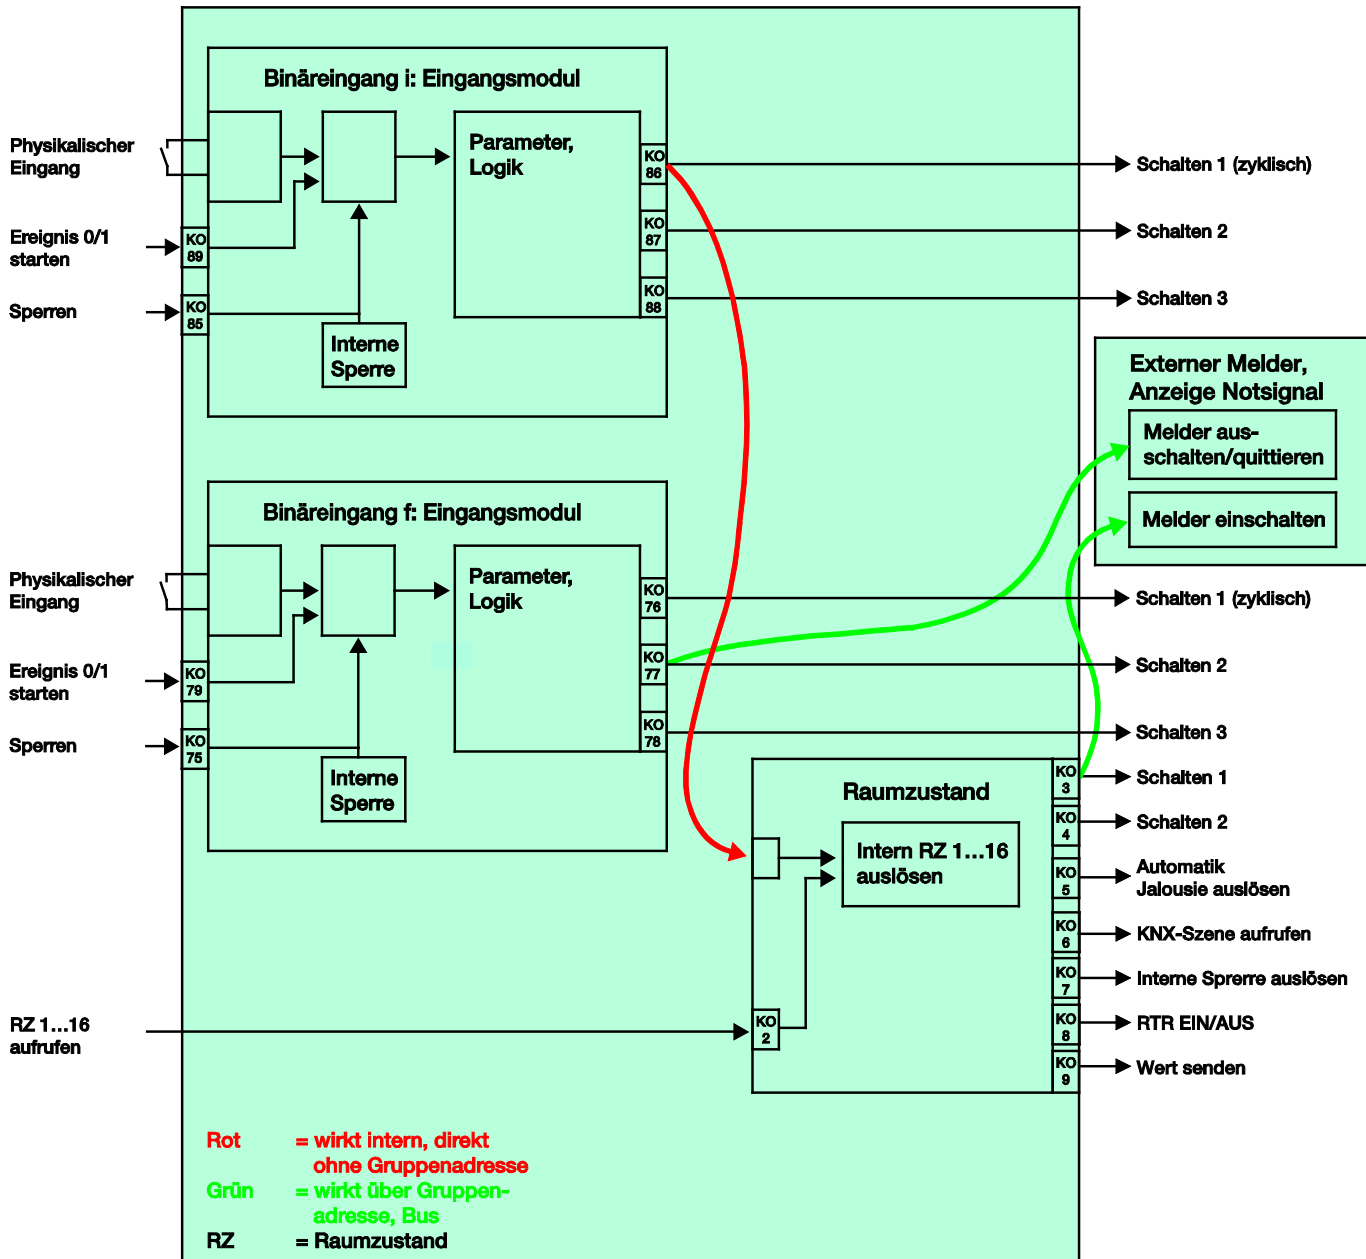 Binäreingang i: Eingangsmodul
Physikalischer
Eingang
Parameter,
Logik
KO
86
Schalten 1 (zyklisch)
Ereignis 0/1
starten
KO
89
KO
87
Schalten 2
Sperren
KO
85
KO
88
Schalten 3
Interne
Sperre
Externer Melder,
Anzeige Notsignal
Melder aus-
schalten/quittieren
Melder einschalten
Binäreingang f: Eingangsmodul
Physikalischer
Eingang
Parameter,
Logik
KO
76
Schalten 1 (zyklisch)
Ereignis 0/1
starten
KO
79
KO
77
Schalten 2
Sperren
KO
75
KO
78
Schalten 3
Interne
Sperre
Raumzustand
KO
3
Schalten 1
KO
4
Schalten 2
Intern RZ 1...16
auslösen
KO
5
Automatik
Jalousie auslösen
KO
6
KNX-Szene aufrufen
KO
7
Interne Sprerre auslösen
RZ 1...16
aufrufen
KO
2
KO
8
RTR EIN/AUS
KO
9
Wert senden
Rot = wirkt intern, direkt
ohne Gruppenadresse
Grün = wirkt über Gruppen-
adresse, Bus
RZ = Raumzustand